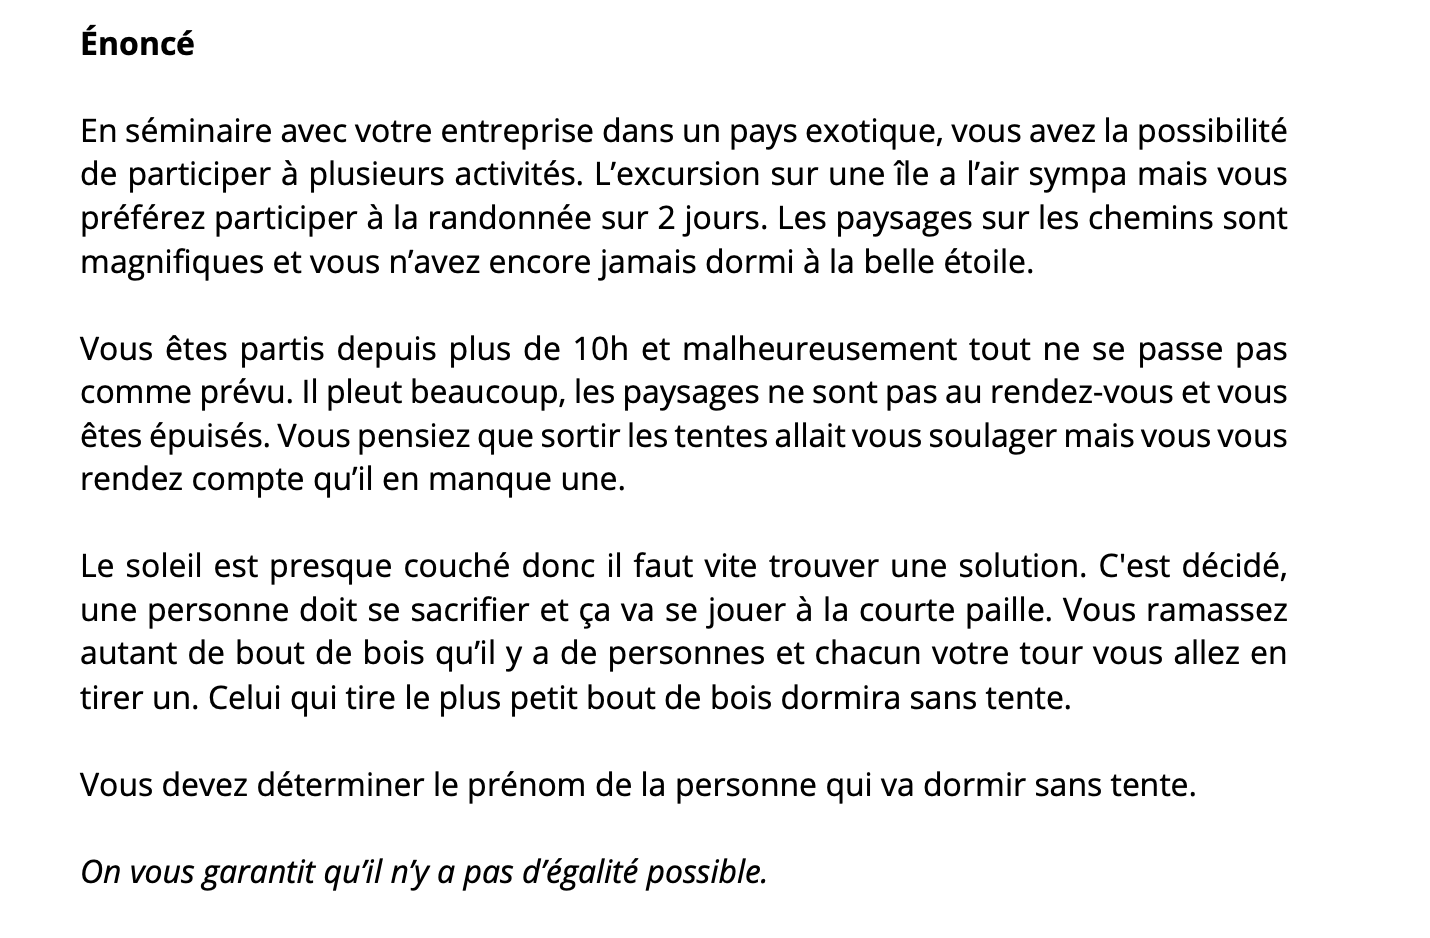 Énoncé
En séminaire avec votre entreprise dans un pays exotique, vous avez la possibilité
de participer à plusieurs activités. L’excursion sur une île a l’air sympa mais vous
préférez participer à la randonnée sur 2 jours. Les paysages sur les chemins sont
magnifiques et vous n’avez encore jamais dormi à la belle étoile.
Vous êtes partis depuis plus de 10h et malheureusement tout ne se passe pas
comme prévu. Il pleut beaucoup, les paysages ne sont pas au rendez-vous et vous
êtes épuisés. Vous pensiez que sortir les tentes allait vous soulager mais vous vous
rendez compte qu’il en manque une.
Le soleil est presque couché donc il faut vite trouver une solution. C'est décidé,
une personne doit se sacrifier et ça va se jouer à la courte paille. Vous ramassez
autant de bout de bois qu’il y a de personnes et chacun votre tour vous allez en
tirer un. Celui qui tire le plus petit bout de bois dormira sans tente.
Vous devez déterminer le prénom de la personne qui va dormir sans tente.
On vous garantit qu’il n’y a pas d’égalité possible.